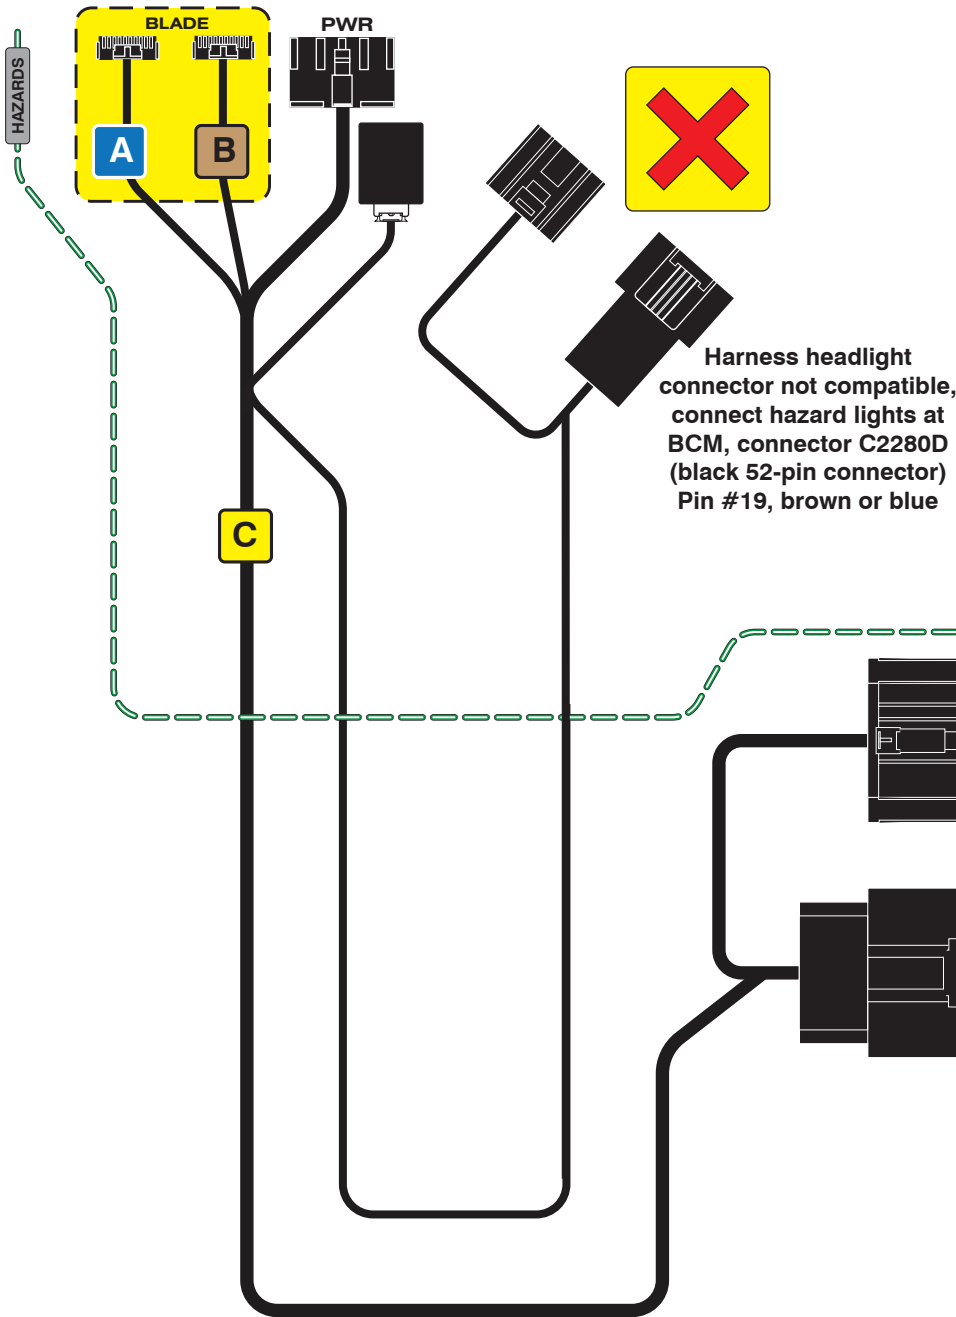 BLADE
PWR
HAZARDS
A
B
Harness headlight
connector not compatible,
connect hazard lights at
BCM, connector C2280D
(black 52-pin connector)
Pin #19, brown or blue
C